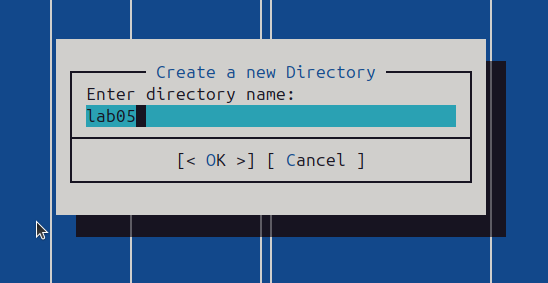 Create a new Directory
Enter directory name:
lab05
[< OK >] [ Cancel ]